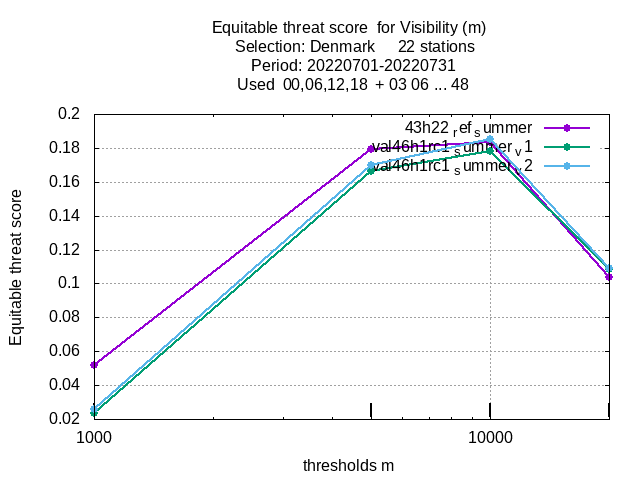 Equitable threat score  for Visibility (m)
Selection: Denmark     22 stations
Period: 20220701-20220731
Used  00,06,12,18  + 03 06 ... 48
0.2
43h22 ref summer
0.18
val46h1rc1 summer v1
val46h1rc1 summer v2
0.16
0.14
0.12
0.1
0.08
0.06
0.04
0.02
Equitable threat score
1000
10000
thresholds m